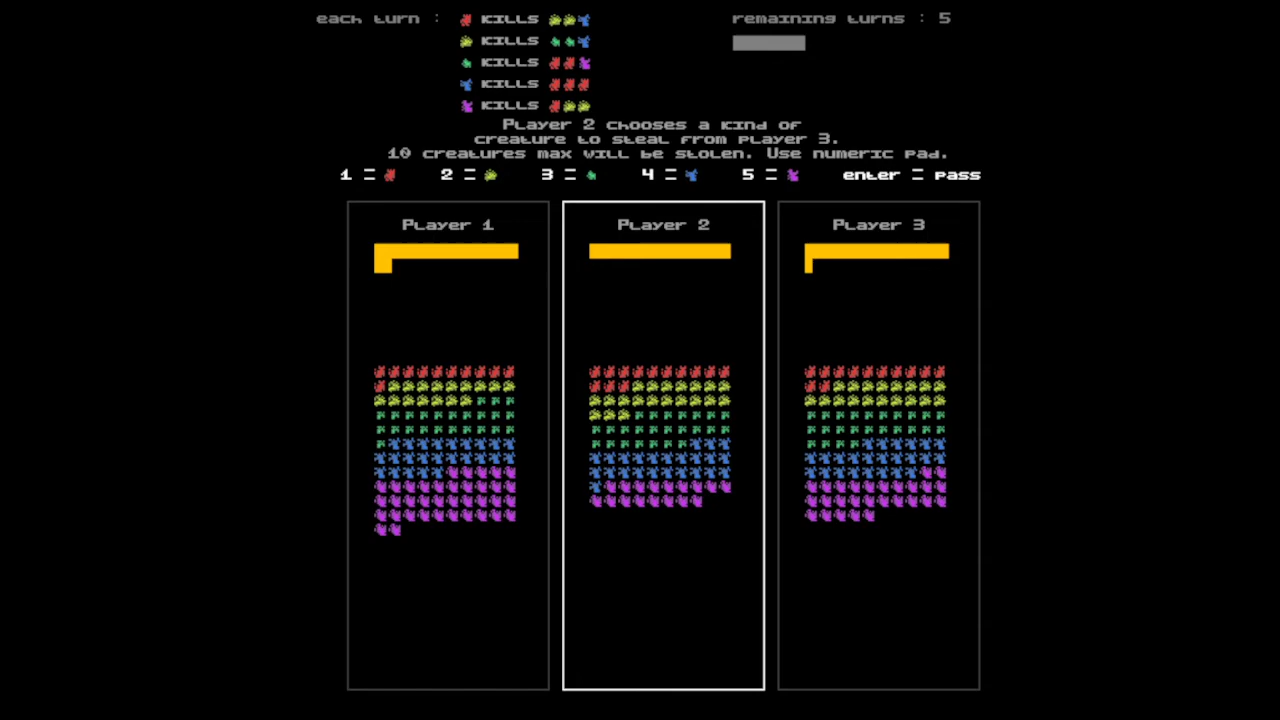 each turn :
KILLS
KILLS
KILLS
KILLS
KILLS
remaining turns : 5
Player 2 chooses a kind of
creature to steal from player 3.
10 creatures max will be stolen. Use numeric pad.
1 = 2 = 3 = 4 = 5 = enter = pass
Player 1
Player 2
Player 3